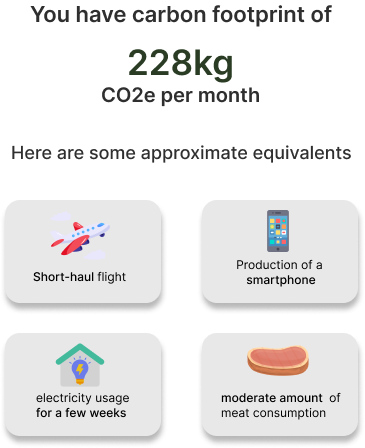 You have carbon footprint of
228kg
CO2e per month
Here are some approximate equivalents
Short-haul flight
Production of a
smartphone
electricity usage
for a few weeks
moderate amount of
meat consumption